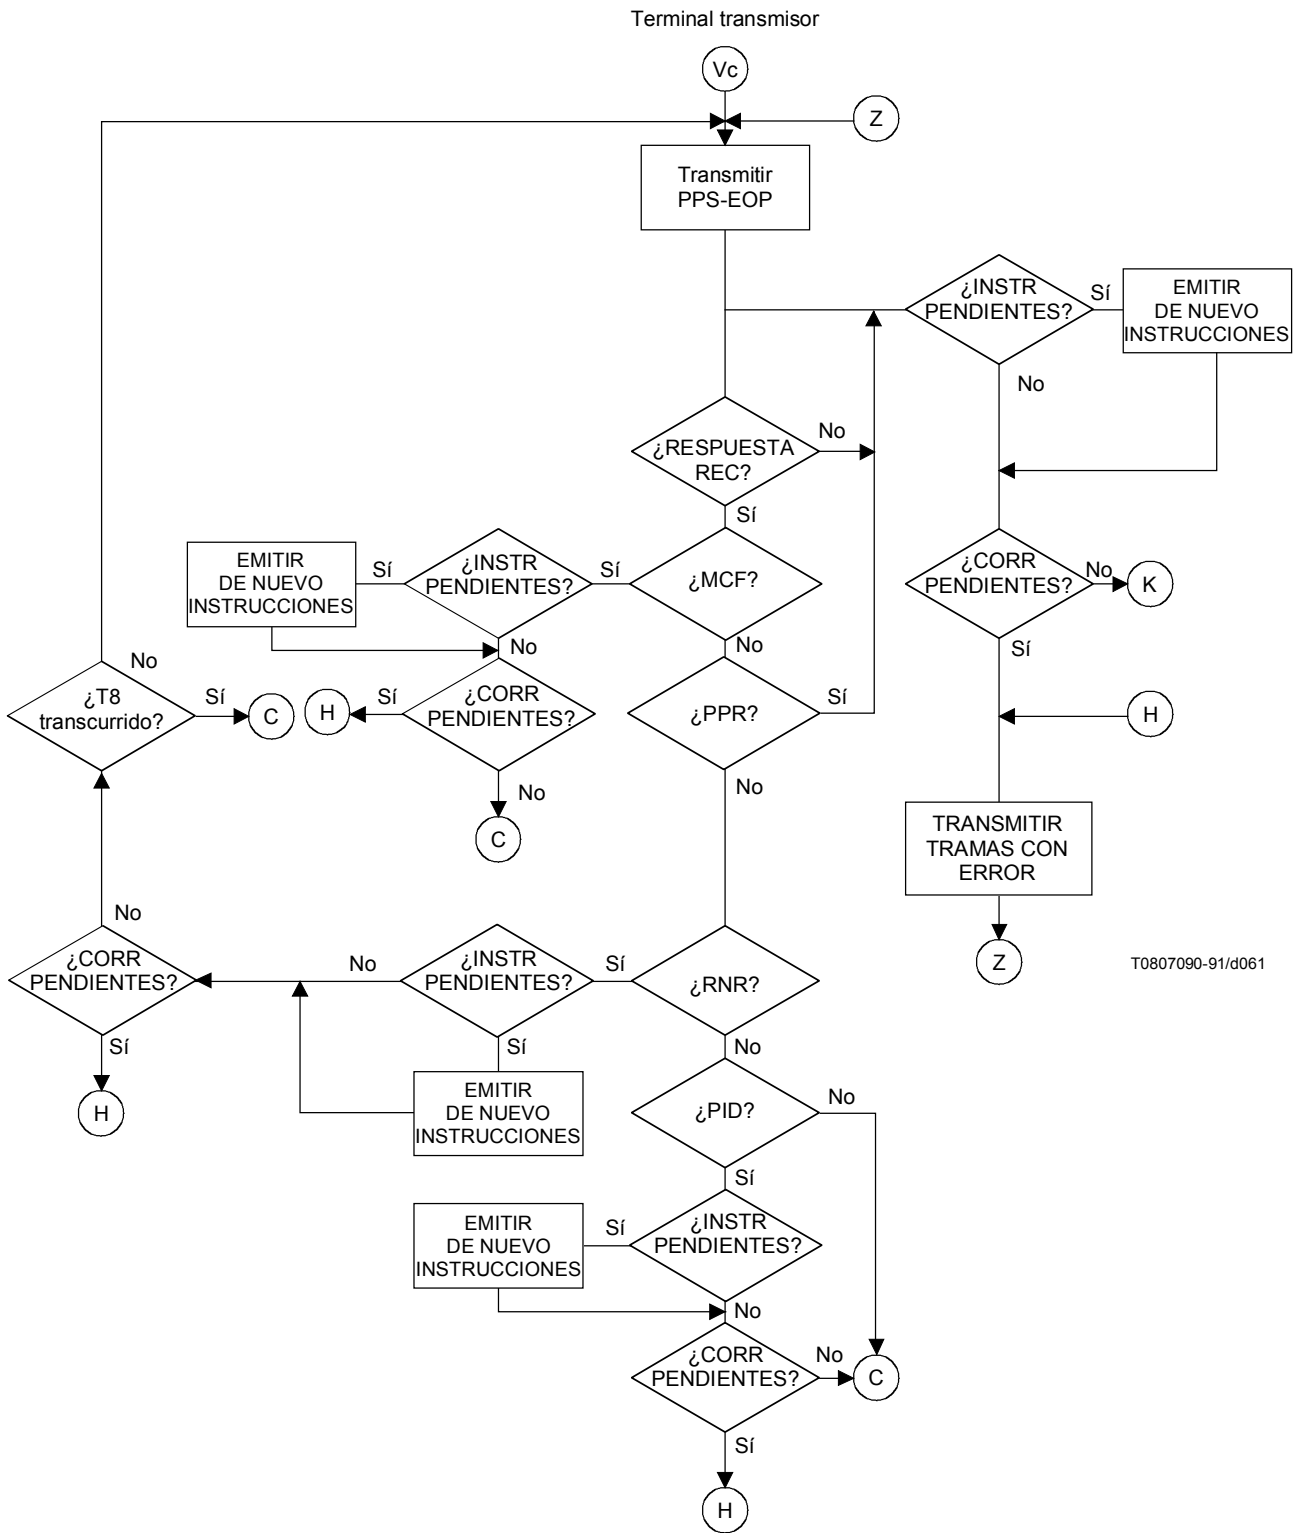 Terminal transmisor
Vc
Z
Transmitir
PPS-EOP
¿INSTR
PENDIENTES?
Sí
EMITIR
DE NUEVO
INSTRUCCIONES
No
¿RESPUESTA
REC?
No
Sí
EMITIR
DE NUEVO
INSTRUCCIONES
Sí
¿INSTR
PENDIENTES?
Sí
¿MCF?
¿CORR
PENDIENTES?
No
K
No
No
Sí
No
¿T8
transcurrido?
Sí
C
H
Sí
¿CORR
PENDIENTES?
¿PPR?
Sí
H
No
No
C
TRANSMITIR
TRAMAS CON
ERROR
No
¿CORR
PENDIENTES?
No
¿INSTR
PENDIENTES?
Sí
¿RNR?
Z
T0807090-91/d061
Sí
Sí
No
H
EMITIR
DE NUEVO
INSTRUCCIONES
¿PID?
No
Sí
EMITIR
DE NUEVO
INSTRUCCIONES
Sí
¿INSTR
PENDIENTES?
No
¿CORR
PENDIENTES?
No
C
Sí
H